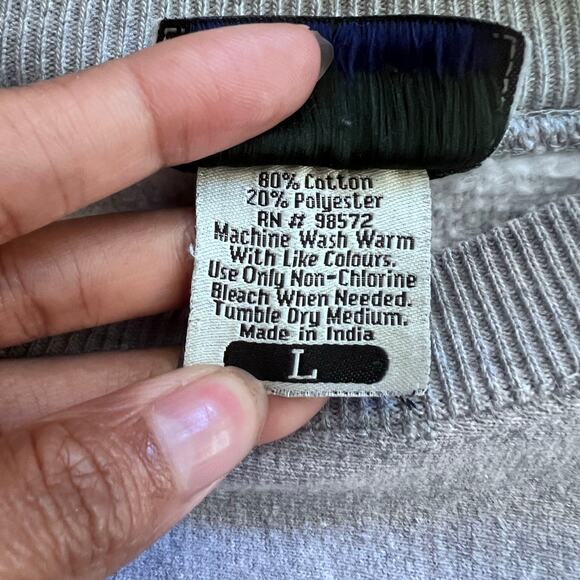 80% Cotton
20% Polyester
RN # 98572
Machine Wash Warm
With Like Colours.
Use Only Non-Chlorine
Bleach When Needed.
Tumble Dry Medium.
Made in India
L